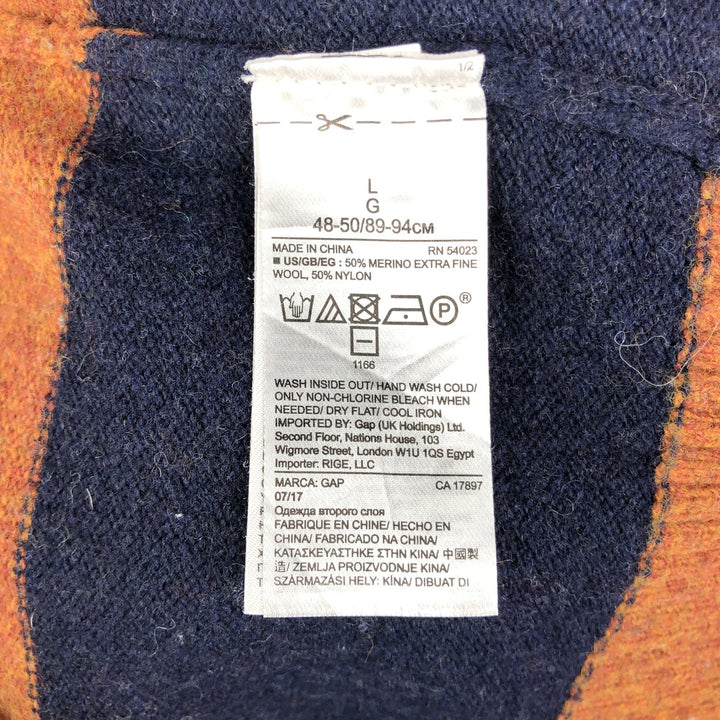 1/2
L
G
48-50/89-94CM
MADE IN CHINA RN 54023
■ US/GB/EG : 50% MERINO EXTRA FINE
WOOL, 50% NYLON
P ®
1166
WASH INSIDE OUT/ HAND WASH COLD/
ONLY NON-CHLORINE BLEACH WHEN
NEEDED/ DRY FLAT/ COOL IRON
IMPORTED BY: Gap (UK Holdings) Ltd.
Second Floor, Nations House, 103
Wigmore Street, London W1U 1QS Egypt
Importer: RIGE, LLC
MARCA: GAP CA 17897
07/17
Одежда второго слоя
FABRIQUE EN CHINE/ HECHO EN
CHINA/ FABRICADO NA CHINA/
ΚΑΤΑΣΚΕΥΑΣΤΗΚΕ ΣΤΗΝ ΚΙΝΑ/ 中國製
造/ ZEMLJA PROIZVODNJE KINA/
SZÁRMAZÁSI HELY: KÍNA/ DIBUAT DI